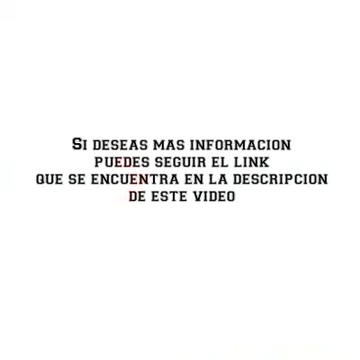 Si deseas mas informacion
puedes seguir el link
que se encuentra en la descripcion
de este video